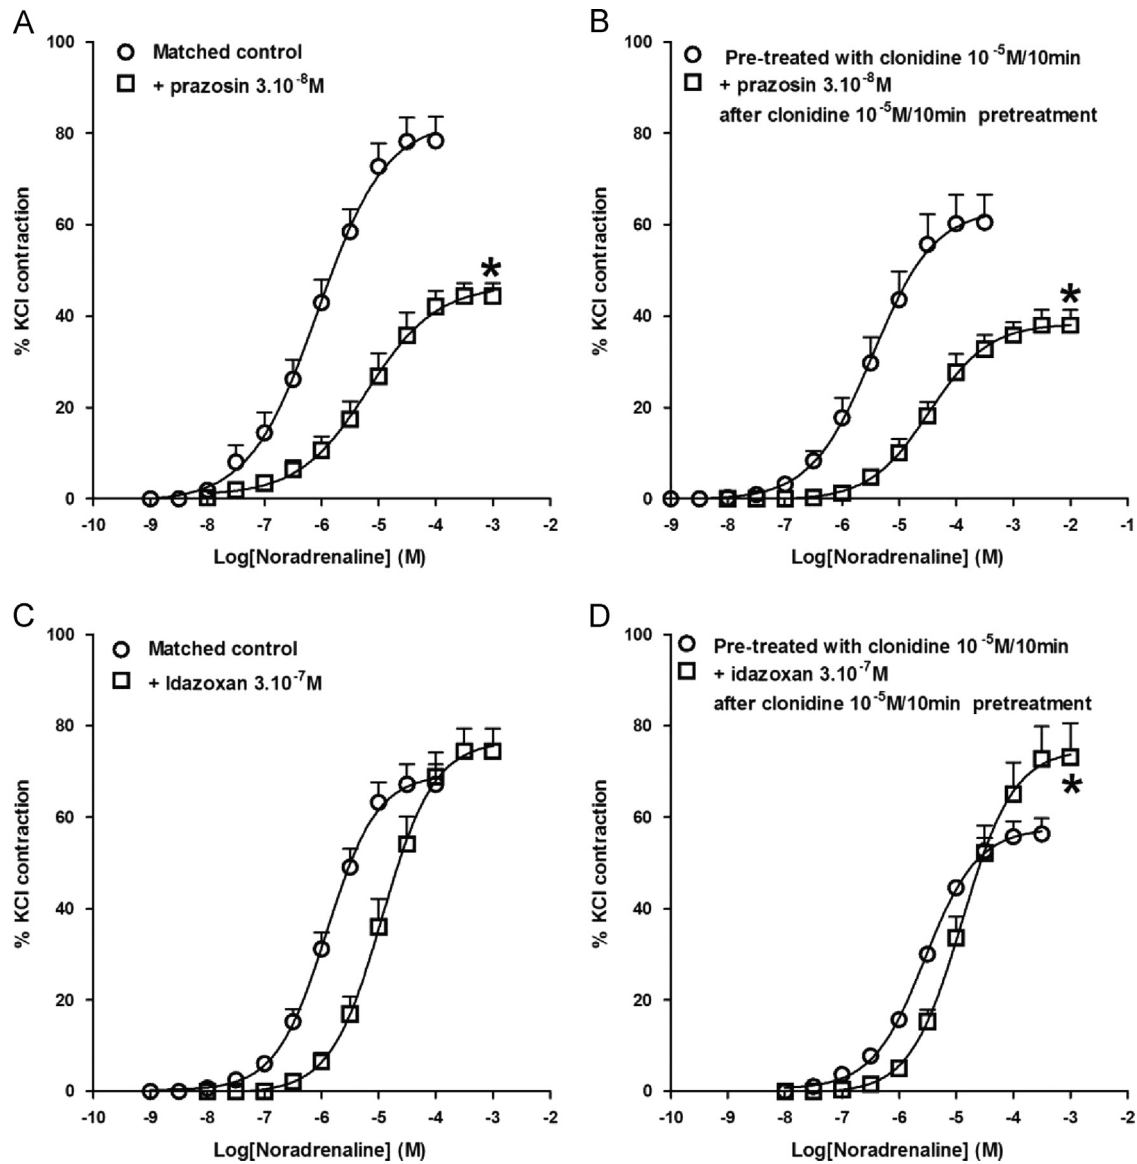 A
Matched control
+ prazosin 3.10⁻⁸M
*
100
80
60
40
20
0
% KCl contraction
-10 -9 -8 -7 -6 -5 -4 -3 -2
Log[Noradrenaline] (M)
B
Pre-treated with clonidine 10⁻⁵M/10min
+ prazosin 3.10⁻⁸M
after clonidine 10⁻⁵M/10min pretreatment
*
100
80
60
40
20
0
% KCl contraction
-9 -8 -7 -6 -5 -4 -3 -2 -1
Log[Noradrenaline] (M)
C
Matched control
+ Idazoxan 3.10⁻⁷M
100
80
60
40
20
0
% KCl contraction
-10 -9 -8 -7 -6 -5 -4 -3 -2
Log[Noradrenaline] (M)
D
Pre-treated with clonidine 10⁻⁵M/10min
+ idazoxan 3.10⁻⁷M
after clonidine 10⁻⁵M/10min pretreatment
*
100
80
60
40
20
0
% KCl contraction
-10 -9 -8 -7 -6 -5 -4 -3 -2
Log[Noradrenaline] (M)